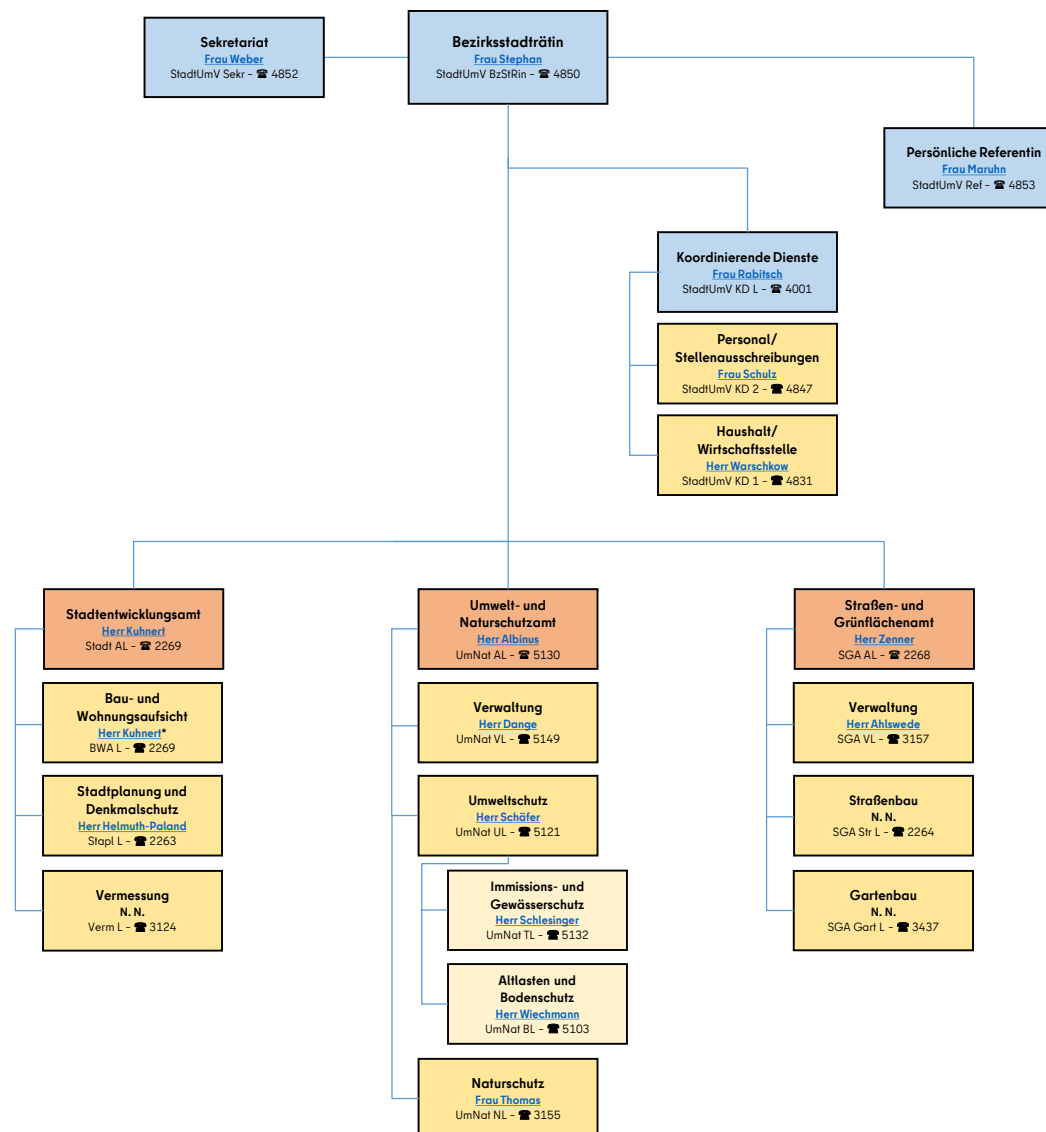 Sekretariat
Frau Weber
StadtUmV Sekr - ☎ 4852
Bezirksstadträtin
Frau Stephan
StadtUmV BzStRin - ☎ 4850
Persönliche Referentin
Frau Maruhn
StadtUmV Ref - ☎ 4853
Koordinierende Dienste
Frau Rabitsch
StadtUmV KD L - ☎ 4001
Personal/
Stellenausschreibungen
Frau Schulz
StadtUmV KD 2 - ☎ 4847
Haushalt/
Wirtschaftsstelle
Herr Warschkow
StadtUmV KD 1 - ☎ 4831
Stadtentwicklungsamt
Herr Kuhnert
Stadt AL - ☎ 2269
Bau- und
Wohnungsaufsicht
Herr Kuhnert*
BWA L - ☎ 2269
Stadtplanung und
Denkmalschutz
Herr Helmuth-Paland
Stapl L - ☎ 2263
Vermessung
N. N.
Verm L - ☎ 3124
Umwelt- und
Naturschutzamt
Herr Albinus
UmNat AL - ☎ 5130
Verwaltung
Herr Dange
UmNat VL - ☎ 5149
Umweltschutz
Herr Schäfer
UmNat UL - ☎ 5121
Immissions- und
Gewässerschutz
Herr Schlesinger
UmNat TL - ☎ 5132
Altlasten und
Bodenschutz
Herr Wiechmann
UmNat BL - ☎ 5103
Naturschutz
Frau Thomas
UmNat NL - ☎ 3155
Straßen- und
Grünflächenamt
Herr Zenner
SGA AL - ☎ 2268
Verwaltung
Herr Ahlswede
SGA VL - ☎ 3157
Straßenbau
N. N.
SGA Str L - ☎ 2264
Gartenbau
N. N.
SGA Gart L - ☎ 3437